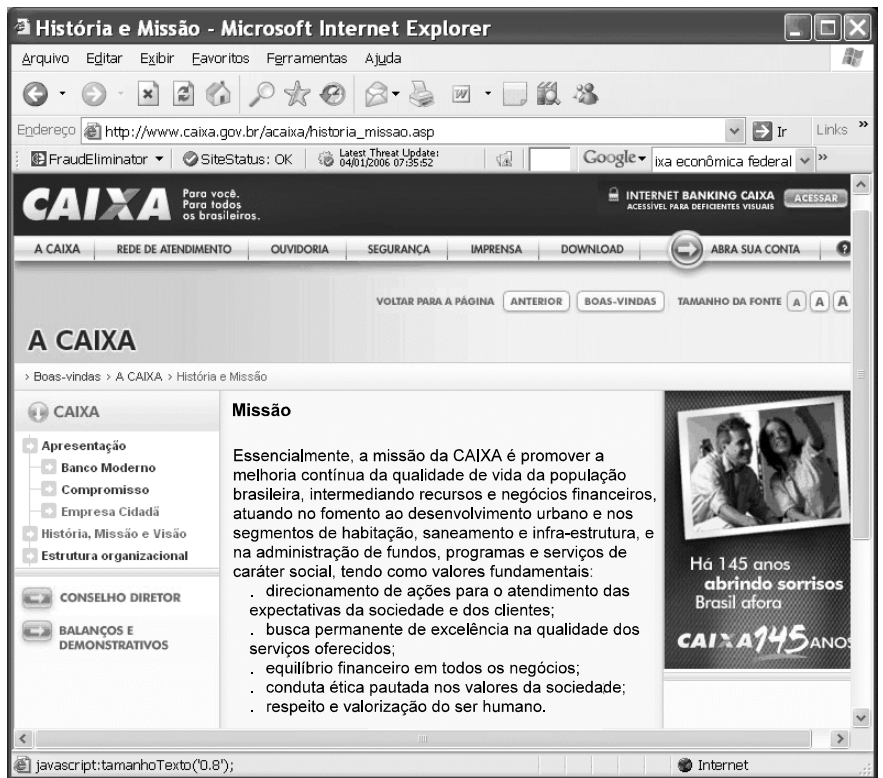 História e Missão - Microsoft Internet Explorer
Arquivo Editar Exibir Favoritos Ferramentas Ajuda
Endereço http://www.caixa.gov.br/acaixa/historia_missao.asp Ir Links »
FraudEliminator SiteStatus: OK Latest Threat Update: 04/01/2006 07:35:52 Google ixa econômica federal »
CAIXA Para você. Para todos os brasileiros. INTERNET BANKING CAIXA ACESSÍVEL PARA DEFICIENTES VISUAIS ACESSAR
A CAIXA REDE DE ATENDIMENTO OUVIDORIA SEGURANÇA IMPRENSA DOWNLOAD ABRA SUA CONTA ?
VOLTAR PARA A PÁGINA ANTERIOR BOAS-VINDAS TAMANHO DA FONTE A A A
A CAIXA
› Boas-vindas › A CAIXA › História e Missão
CAIXA
Apresentação
Banco Moderno
Compromisso
Empresa Cidadã
História, Missão e Visão
Estrutura organizacional
CONSELHO DIRETOR
BALANÇOS E
DEMONSTRATIVOS
Missão
Essencialmente, a missão da CAIXA é promover a
melhoria contínua da qualidade de vida da população
brasileira, intermediando recursos e negócios financeiros,
atuando no fomento ao desenvolvimento urbano e nos
segmentos de habitação, saneamento e infra-estrutura, e
na administração de fundos, programas e serviços de
caráter social, tendo como valores fundamentais:
. direcionamento de ações para o atendimento das
expectativas da sociedade e dos clientes;
. busca permanente de excelência na qualidade dos
serviços oferecidos;
. equilíbrio financeiro em todos os negócios;
. conduta ética pautada nos valores da sociedade;
. respeito e valorização do ser humano.
Há 145 anos
abrindo sorrisos
Brasil afora
CAIXA 145 ANOS
javascript:tamanhoTexto('0.8'); Internet